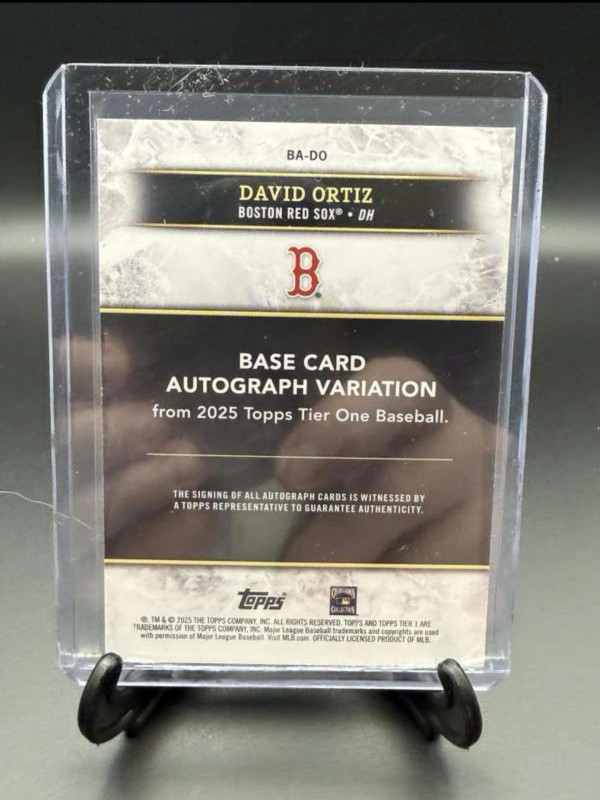 BA-DO
DAVID ORTIZ
BOSTON RED SOX® • DH
B
BASE CARD
AUTOGRAPH VARIATION
from 2025 Topps Tier One Baseball.
THE SIGNING OF ALL AUTOGRAPH CARDS IS WITNESSED BY
A TOPPS REPRESENTATIVE TO GUARANTEE AUTHENTICITY.
Topps
®, TM & © 2025 THE TOPPS COMPANY, INC. ALL RIGHTS RESERVED. TOPPS AND TOPPS TIER 1 ARE
TRADEMARKS OF THE TOPPS COMPANY, INC. Major League Baseball trademarks and copyrights are used
with permission of Major League Baseball. Visit MLB.com. OFFICIALLY LICENSED PRODUCT OF MLB.